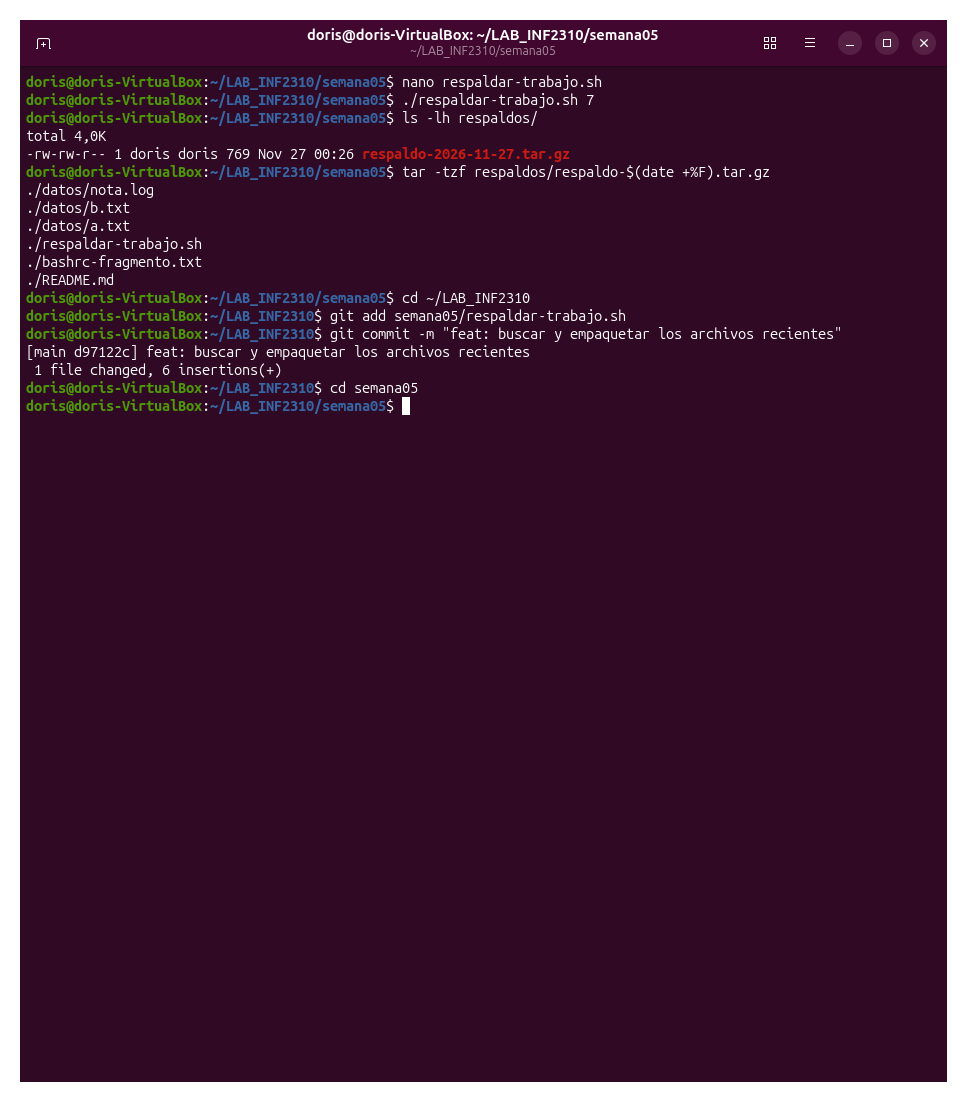 doris@doris-VirtualBox: ~/LAB_INF2310/semana05
~/LAB_INF2310/semana05
doris@doris-VirtualBox:~/LAB_INF2310/semana05$ nano respaldar-trabajo.sh
doris@doris-VirtualBox:~/LAB_INF2310/semana05$ ./respaldar-trabajo.sh 7
doris@doris-VirtualBox:~/LAB_INF2310/semana05$ ls -lh respaldos/
total 4,0K
-rw-rw-r-- 1 doris doris 769 Nov 27 00:26 respaldo-2026-11-27.tar.gz
doris@doris-VirtualBox:~/LAB_INF2310/semana05$ tar -tzf respaldos/respaldo-$(date +%F).tar.gz
./datos/nota.log
./datos/b.txt
./datos/a.txt
./respaldar-trabajo.sh
./bashrc-fragmento.txt
./README.md
doris@doris-VirtualBox:~/LAB_INF2310/semana05$ cd ~/LAB_INF2310
doris@doris-VirtualBox:~/LAB_INF2310$ git add semana05/respaldar-trabajo.sh
doris@doris-VirtualBox:~/LAB_INF2310$ git commit -m "feat: buscar y empaquetar los archivos recientes"
[main d97122c] feat: buscar y empaquetar los archivos recientes
 1 file changed, 6 insertions(+)
doris@doris-VirtualBox:~/LAB_INF2310$ cd semana05
doris@doris-VirtualBox:~/LAB_INF2310/semana05$